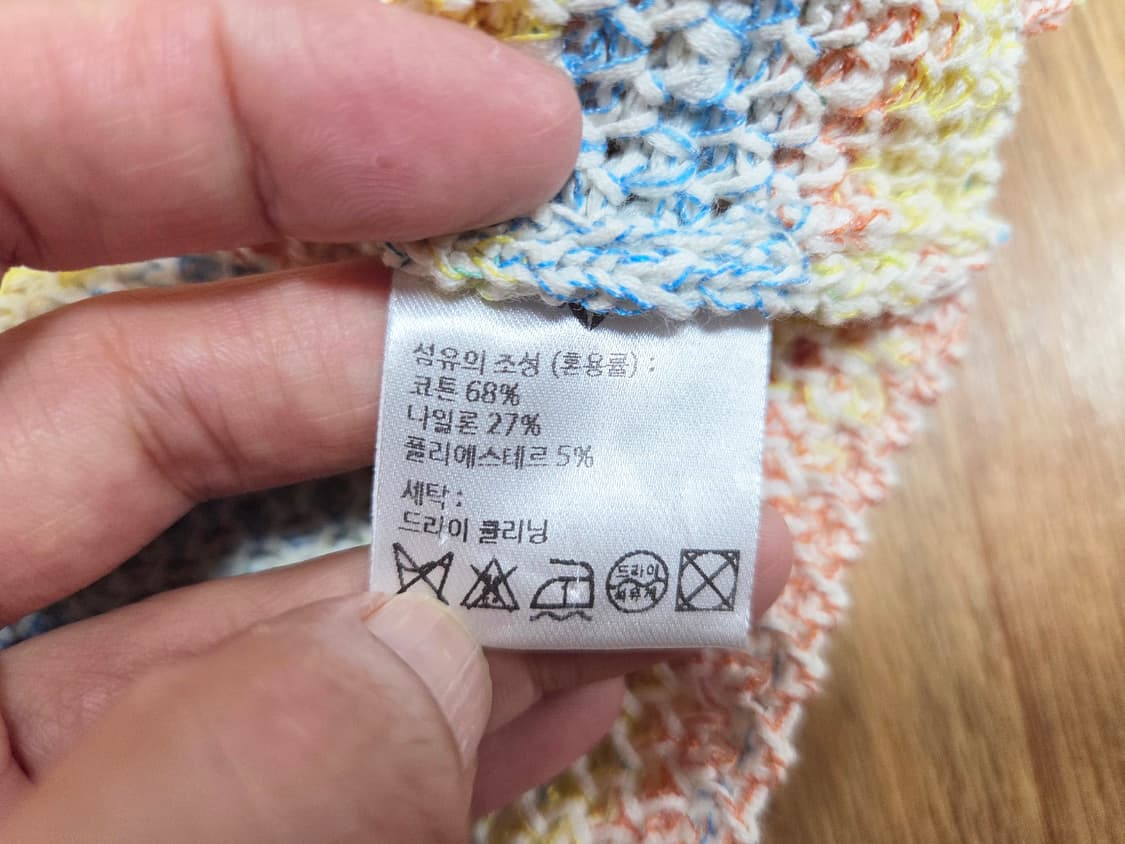 섬유의 조성 (혼용률) :
코튼 68%
나일론 27%
폴리에스테르 5%
세탁 :
드라이 클리닝
드라이
석유계